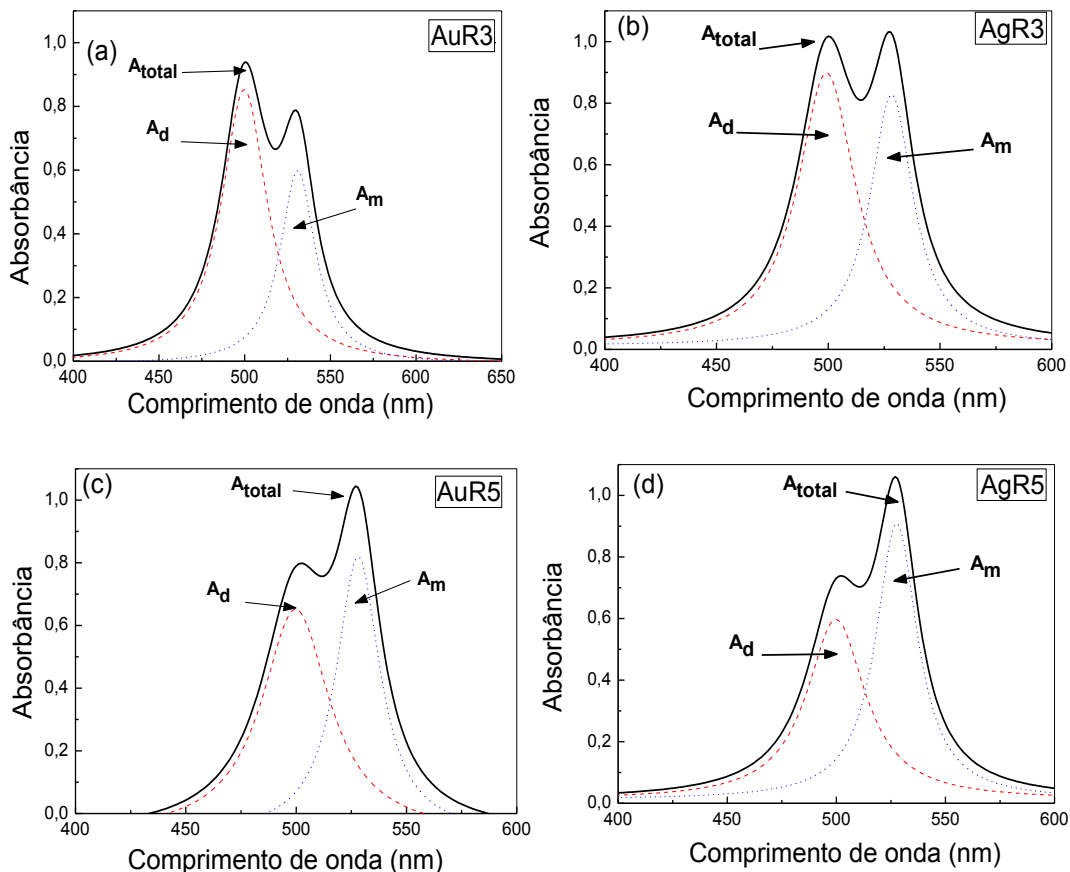 (a)
AuR3
A_total
A_d
A_m
Absorbância
1,0
0,8
0,6
0,4
0,2
0,0
400 450 500 550 600 650
Comprimento de onda (nm)
(b)
AgR3
A_total
A_d
A_m
Absorbância
1,0
0,8
0,6
0,4
0,2
0,0
400 450 500 550 600
Comprimento de onda (nm)
(c)
AuR5
A_total
A_d
A_m
Absorbância
1,0
0,8
0,6
0,4
0,2
0,0
400 450 500 550 600
Comprimento de onda (nm)
(d)
AgR5
A_total
A_m
A_d
Absorbância
1,0
0,8
0,6
0,4
0,2
0,0
400 450 500 550 600
Comprimento de onda (nm)